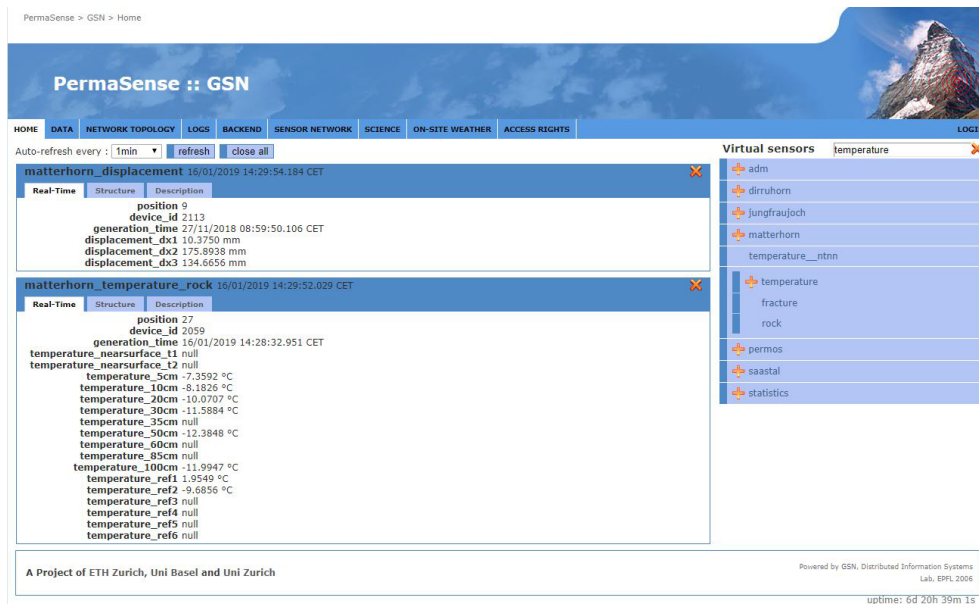 PermaSense > GSN > Home
PermaSense :: GSN
HOME DATA NETWORK TOPOLOGY LOGS BACKEND SENSOR NETWORK SCIENCE ON-SITE WEATHER ACCESS RIGHTS LOGI
Auto-refresh every : 1min refresh close all
matterhorn_displacement 16/01/2019 14:29:54.184 CET
Real-Time Structure Description
position 9
device_id 2113
generation_time 27/11/2018 08:59:50.106 CET
displacement_dx1 10.3750 mm
displacement_dx2 175.8938 mm
displacement_dx3 134.6656 mm
matterhorn_temperature_rock 16/01/2019 14:29:52.029 CET
Real-Time Structure Description
position 27
device_id 2059
generation_time 16/01/2019 14:28:32.951 CET
temperature_nearsurface_t1 null
temperature_nearsurface_t2 null
temperature_5cm -7.3592 °C
temperature_10cm -8.1826 °C
temperature_20cm -10.0707 °C
temperature_30cm -11.5884 °C
temperature_35cm null
temperature_50cm -12.3848 °C
temperature_60cm null
temperature_85cm null
temperature_100cm -11.9947 °C
temperature_ref1 1.9549 °C
temperature_ref2 -9.6856 °C
temperature_ref3 null
temperature_ref4 null
temperature_ref5 null
temperature_ref6 null
Virtual sensors temperature
adm
dirruhorn
jungfraujoch
matterhorn
temperature__ntnn
temperature
fracture
rock
permos
saastal
statistics
A Project of ETH Zurich, Uni Basel and Uni Zurich
Powered by GSN, Distributed Information Systems
Lab, EPFL 2006
uptime: 6d 20h 39m 1s